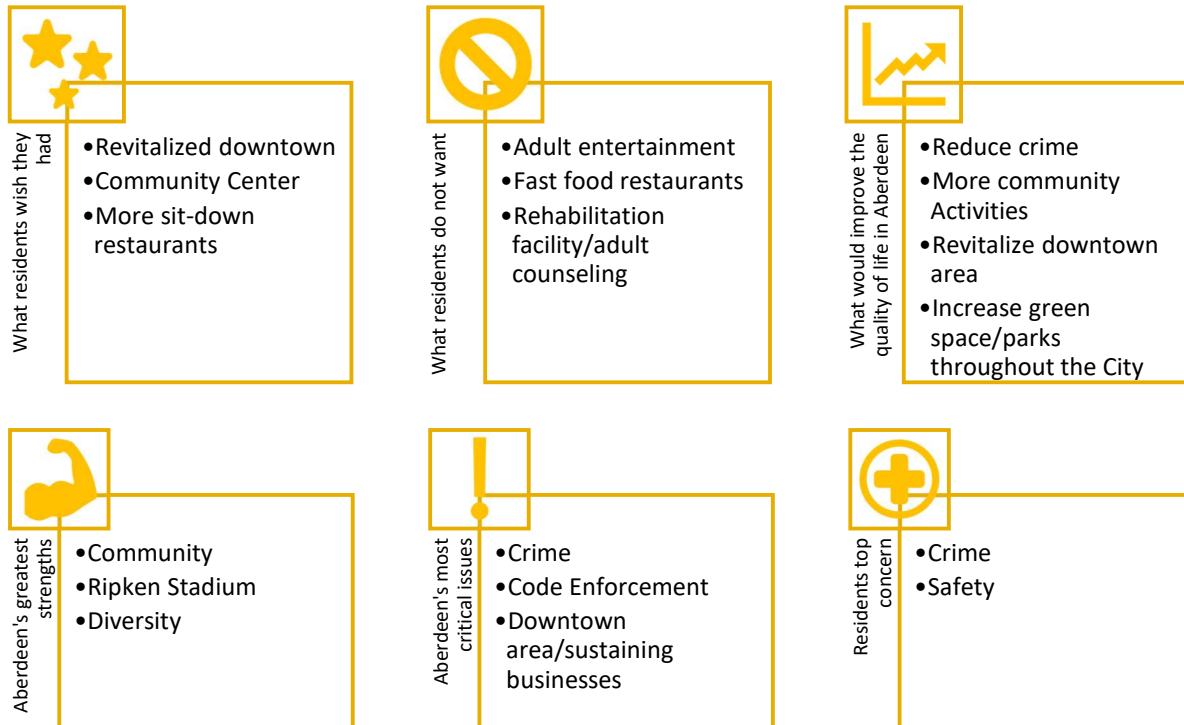 What residents wish they
had
•Revitalized downtown
•Community Center
•More sit-down
restaurants
What residents do not want
•Adult entertainment
•Fast food restaurants
•Rehabilitation
facility/adult
counseling
What would improve the
quality of life in Aberdeen
•Reduce crime
•More community
Activities
•Revitalize downtown
area
•Increase green
space/parks
throughout the City
Aberdeen's greatest
strengths
•Community
•Ripken Stadium
•Diversity
Aberdeen's most
critical issues
•Crime
•Code Enforcement
•Downtown
area/sustaining
businesses
Residents top
concern
•Crime
•Safety